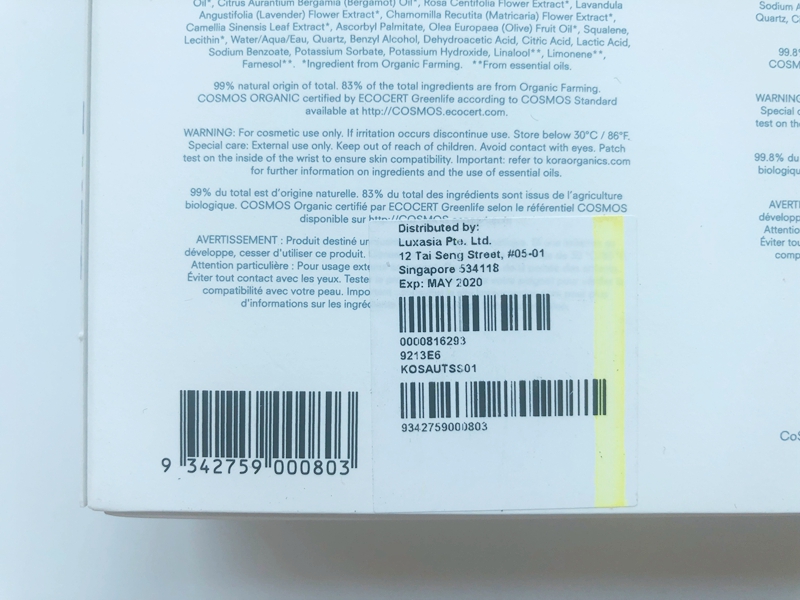 Oil*, Citrus Aurantium Bergamia (Bergamot) Oil*, Rosa Centifolia Flower Extract*, Lavandula
Angustifolia (Lavender) Flower Extract*, Chamomilla Recutita (Matricaria) Flower Extract*,
Camellia Sinensis Leaf Extract*, Ascorbyl Palmitate, Olea Europaea (Olive) Fruit Oil*, Squalene,
Lecithin*, Water/Aqua/Eau, Quartz, Benzyl Alcohol, Dehydroacetic Acid, Citric Acid, Lactic Acid,
Sodium Benzoate, Potassium Sorbate, Potassium Hydroxide, Linalool**, Limonene**,
Farnesol**. *Ingredient from Organic Farming. **From essential oils.
99% natural origin of total. 83% of the total ingredients are from Organic Farming.
COSMOS ORGANIC certified by ECOCERT Greenlife according to COSMOS Standard
available at http://COSMOS.ecocert.com.
WARNING: For cosmetic use only. If irritation occurs discontinue use. Store below 30°C / 86°F.
Special care: External use only. Keep out of reach of children. Avoid contact with eyes. Patch
test on the inside of the wrist to ensure skin compatibility. Important: refer to koraorganics.com
for further information on ingredients and the use of essential oils.
99% du total est d'origine naturelle. 83% du total des ingrédients sont issus de l'agriculture
biologique. COSMOS Organic certifié par ECOCERT Greenlife selon le référentiel COSMOS
disponible sur http://COSMOS
AVERTISSEMENT : Produit destiné
développe, cesser d'utiliser ce produit.
Attention particulière : Pour usage
Éviter tout contact avec les yeux.
compatibilité avec votre peau.
d'informations sur les
Distributed by:
Luxasia Pte. Ltd.
12 Tai Seng Street, #05-01
Singapore 534118
Exp: MAY 2020
0000816293
9213E6
KOSAUTSS01
9342759000803
9 342759 000803
Sodium
Quartz,
99.8%
COSM
WARNING
Special
test on the
99.8% du
biologique
AVERTI
développ
Attention
Éviter tou
compa